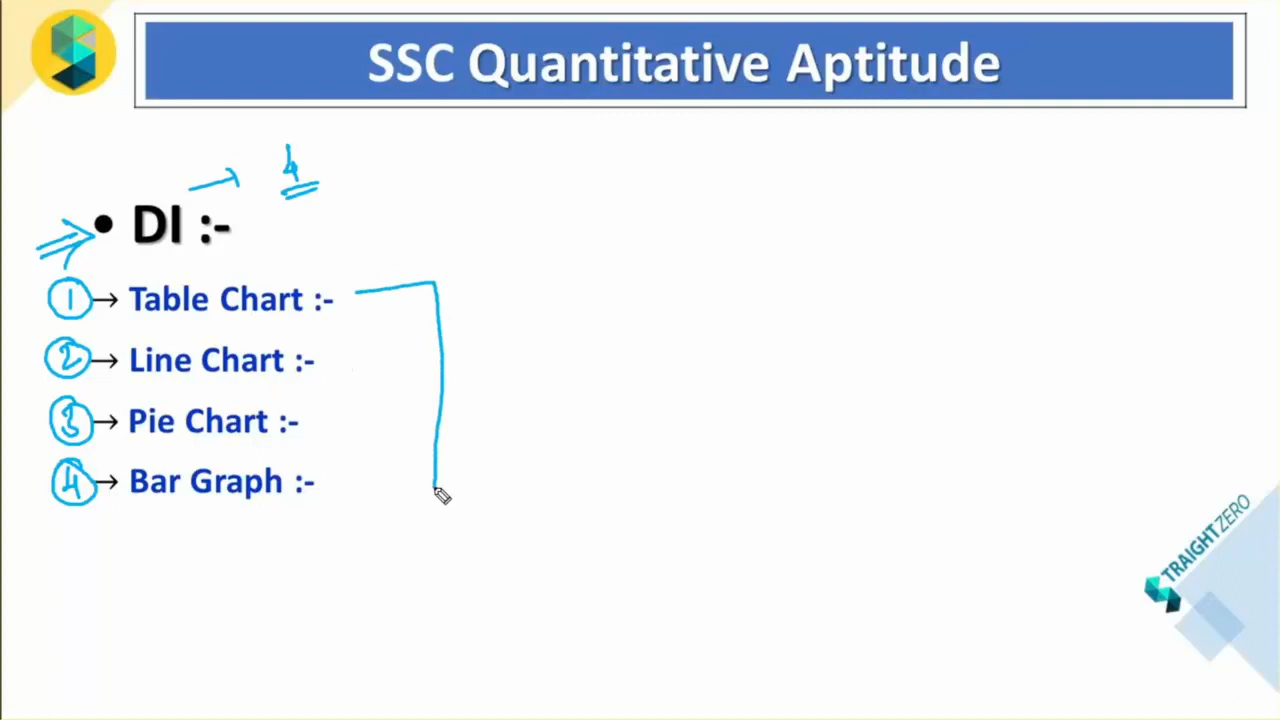 SSC Quantitative Aptitude
→ 4
• DI :-
1 → Table Chart :-
2 → Line Chart :-
3 → Pie Chart :-
4 → Bar Graph :-
TRAIGHTZERO